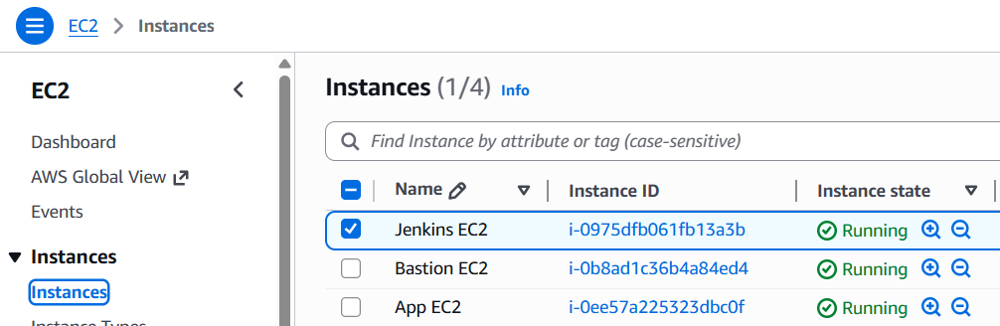 EC2 > Instances
EC2
Dashboard
AWS Global View
Events
Instances
Instances
Instance Types
Instances (1/4) Info
Find Instance by attribute or tag (case-sensitive)
Name Instance ID Instance state
Jenkins EC2 i-0975dfb061fb13a3b Running
Bastion EC2 i-0b8ad1c36b4a84ed4 Running
App EC2 i-0ee57a225323dbc0f Running